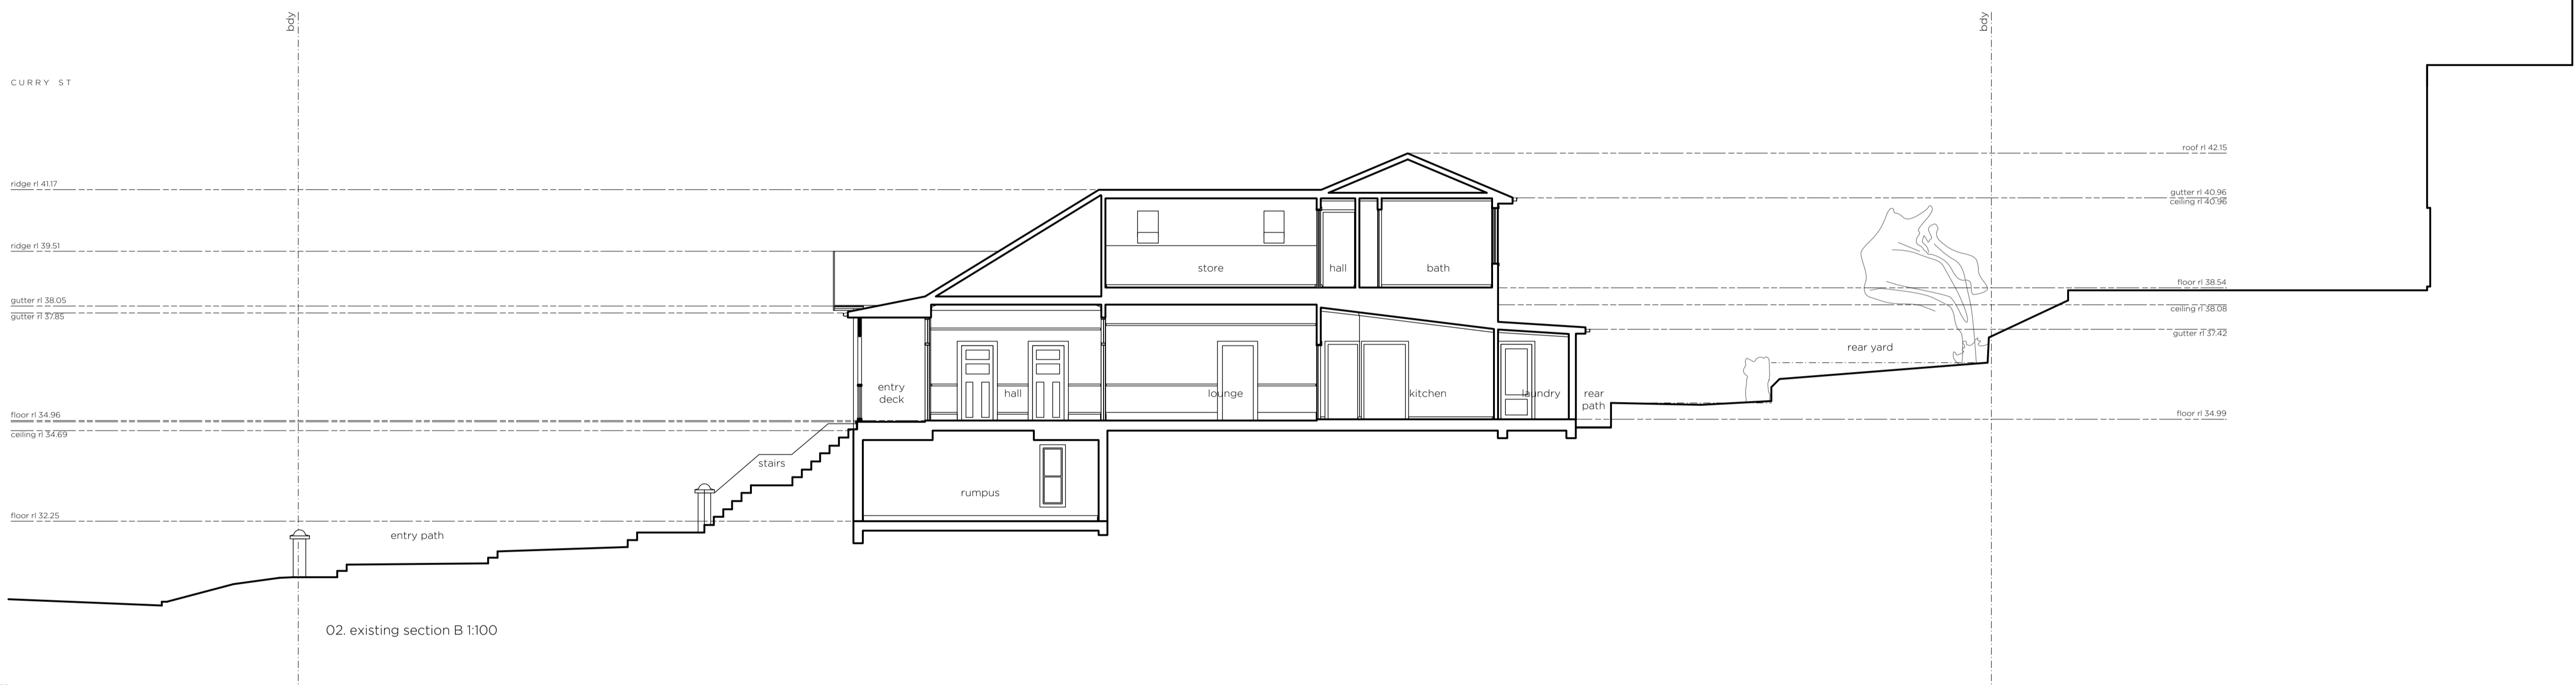 bdy
bdy
CURRY ST
roof rl 42.15
ridge rl 41.17
gutter rl 40.96
ceiling rl 40.96
ridge rl 39.51
store
hall
bath
floor rl 38.54
gutter rl 38.05
ceiling rl 38.08
gutter rl 37.85
gutter rl 37.42
rear yard
entry
deck
hall
lounge
kitchen
laundry
rear
path
floor rl 34.96
floor rl 34.99
ceiling rl 34.69
stairs
rumpus
floor rl 32.25
entry path
02. existing section B 1:100